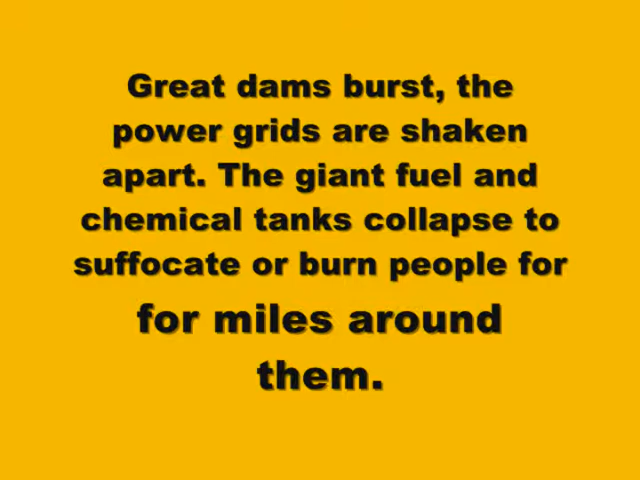 Great dams burst, the
power grids are shaken
apart. The giant fuel and
chemical tanks collapse to
suffocate or burn people for
for miles around
them.